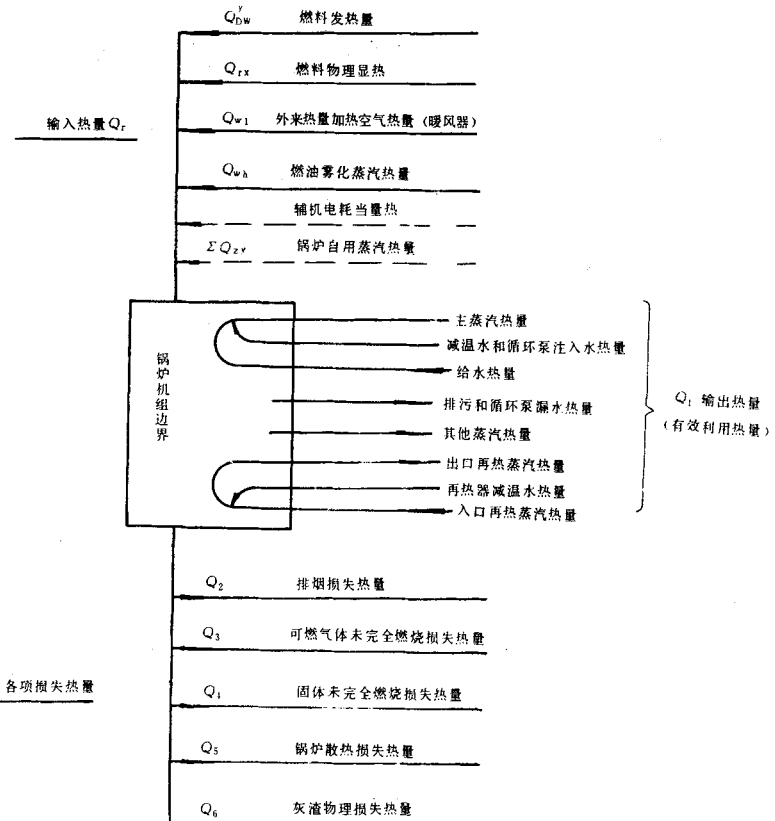 Q^y_DW 燃料发热量
Q_rx 燃料物理显热
输入热量Q_r
Q_w1 外来热量加热空气热量（暖风器）
Q_wh 燃油雾化蒸汽热量
辅机电耗当量热
ΣQ_zy 锅炉自用蒸汽热量
锅炉机组边界
主蒸汽热量
减温水和循环泵注入水热量
给水热量
排污和循环泵漏水热量
其他蒸汽热量
出口再热蒸汽热量
再热器减温水热量
入口再热蒸汽热量
Q_1 输出热量
（有效利用热量）
Q_2 排烟损失热量
Q_3 可燃气体未完全燃烧损失热量
各项损失热量
Q_4 固体未完全燃烧损失热量
Q_5 锅炉散热损失热量
Q_6 灰渣物理损失热量